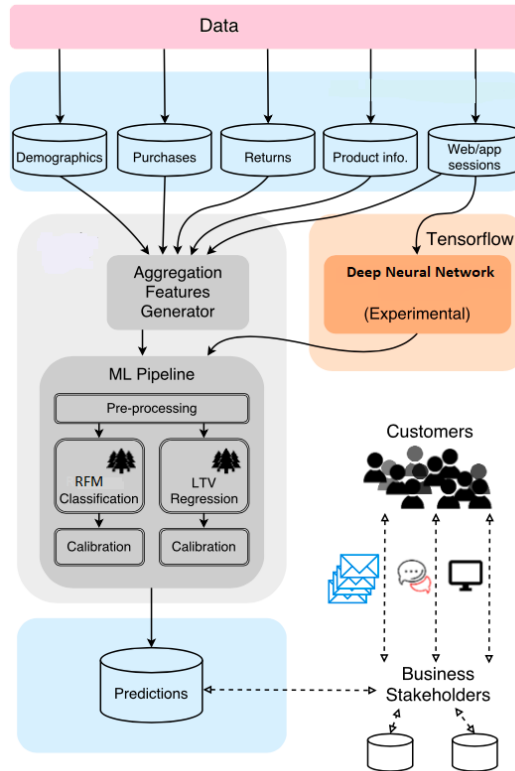 Data
Demographics
Purchases
Returns
Product info.
Web/app
sessions
Tensorflow
Aggregation
Features
Generator
Deep Neural Network
(Experimental)
ML Pipeline
Pre-processing
RFM
Classification
LTV
Regression
Calibration
Calibration
Customers
Predictions
Business
Stakeholders